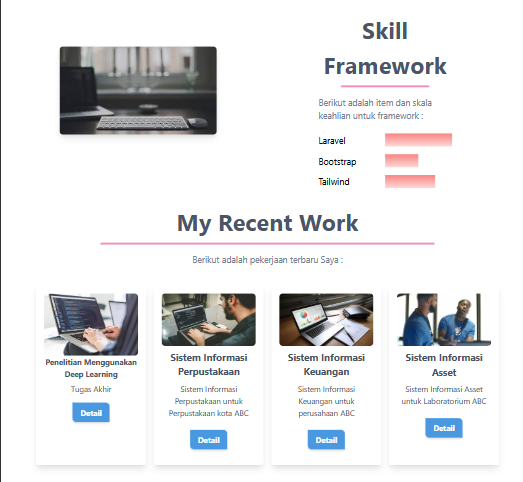 Skill
Framework
Berikut adalah item dan skala
keahlian untuk framework :
Laravel
Bootstrap
Tailwind
My Recent Work
Berikut adalah pekerjaan terbaru Saya :
Penelitian Menggunakan
Deep Learning
Tugas Akhir
Detail
Sistem Informasi
Perpustakaan
Sistem Informasi
Perpustakaan untuk
Perpustakaan kota ABC
Detail
Sistem Informasi
Keuangan
Sistem Informasi
Keuangan untuk
perusahaan ABC
Detail
Sistem Informasi
Asset
Sistem Informasi Asset
untuk Laboratorium ABC
Detail